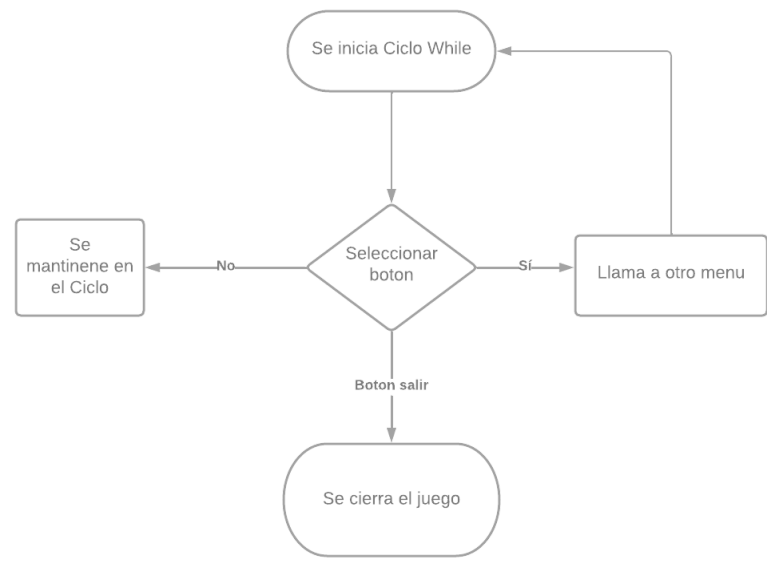 Se inicia Ciclo While
Se
mantinene en
el Ciclo
No
Seleccionar
boton
Sí
Llama a otro menu
Boton salir
Se cierra el juego